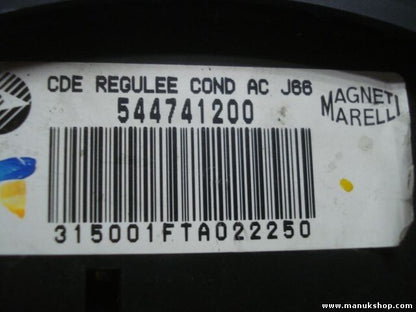 CDE REGULEE COND AC J66
544741200
MAGNETI
MARELLI
315001FTA022250
www.manukshop.com